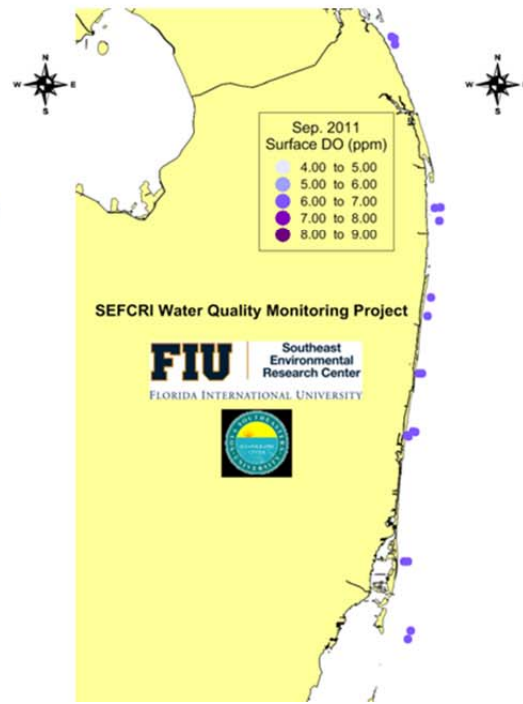 N
W
E
S
N
W
S
Sep. 2011
Surface DO (ppm)
4.00 to 5.00
5.00 to 6.00
6.00 to 7.00
7.00 to 8.00
8.00 to 9.00
SEFCRI Water Quality Monitoring Project
FIU
Southeast
Environmental
Research Center
FLORIDA INTERNATIONAL UNIVERSITY